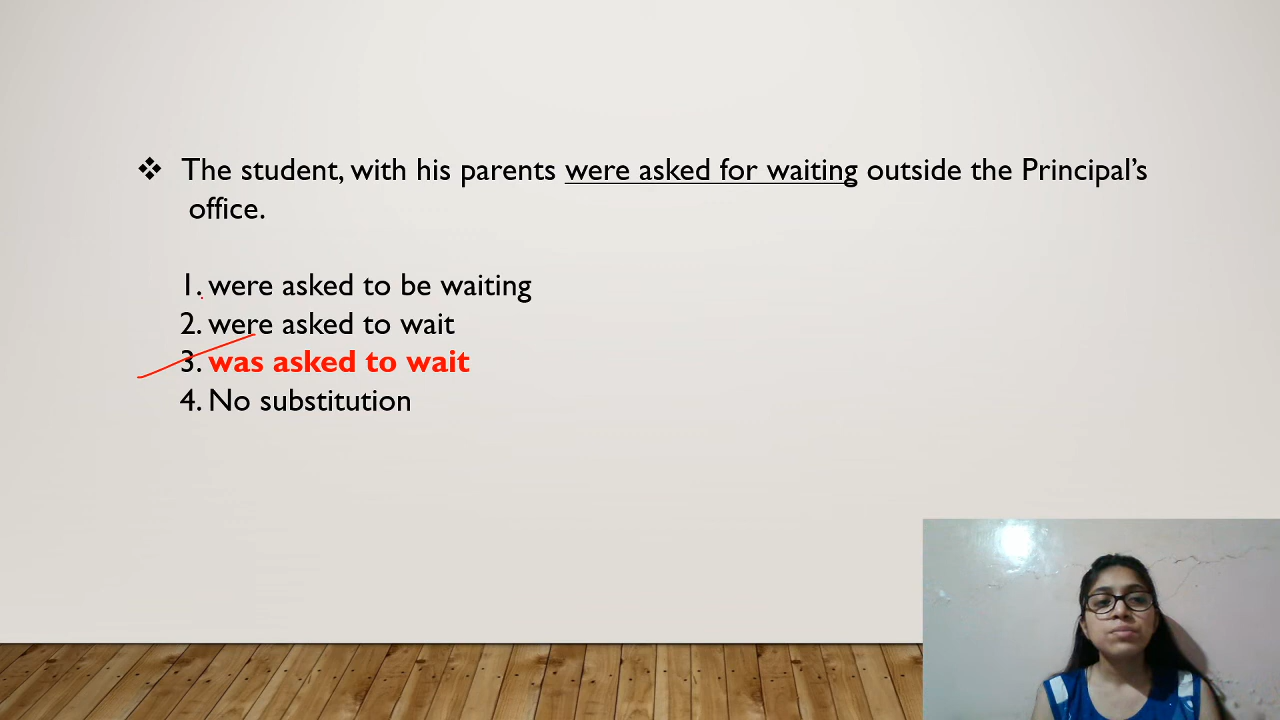 ❖ The student, with his parents were asked for waiting outside the Principal’s
office.
1. were asked to be waiting
2. were asked to wait
3. was asked to wait
4. No substitution